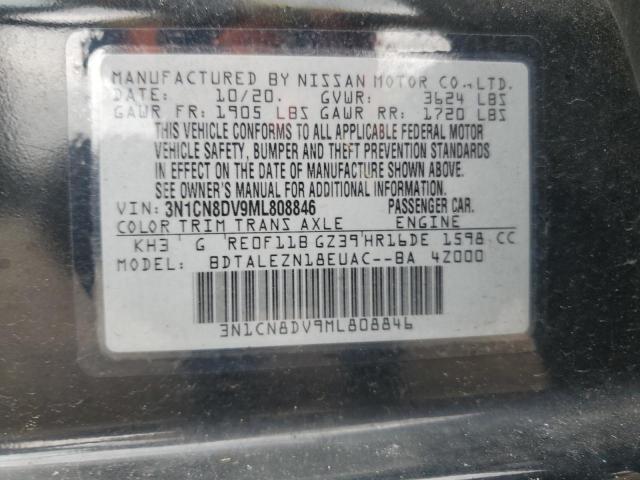 MANUFACTURED BY NISSAN MOTOR CO., LTD.
DATE: 10/20. GVWR: 3624 LBS
GAWR FR: 1905 LBS GAWR RR: 1720 LBS
THIS VEHICLE CONFORMS TO ALL APPLICABLE FEDERAL MOTOR
VEHICLE SAFETY, BUMPER AND THEFT PREVENTION STANDARDS
IN EFFECT ON THE DATE OF MANUFACTURE SHOWN ABOVE.
SEE OWNER'S MANUAL FOR ADDITIONAL INFORMATION.
VIN: 3N1CN8DV9ML808846 PASSENGER CAR.
COLOR TRIM TRANS AXLE ENGINE
KH3 G RE0F11B GZ39 HR16DE 1598 CC
MODEL: BDTALEZN18EUAC--BA 4Z000
3N1CN8DV9ML808846